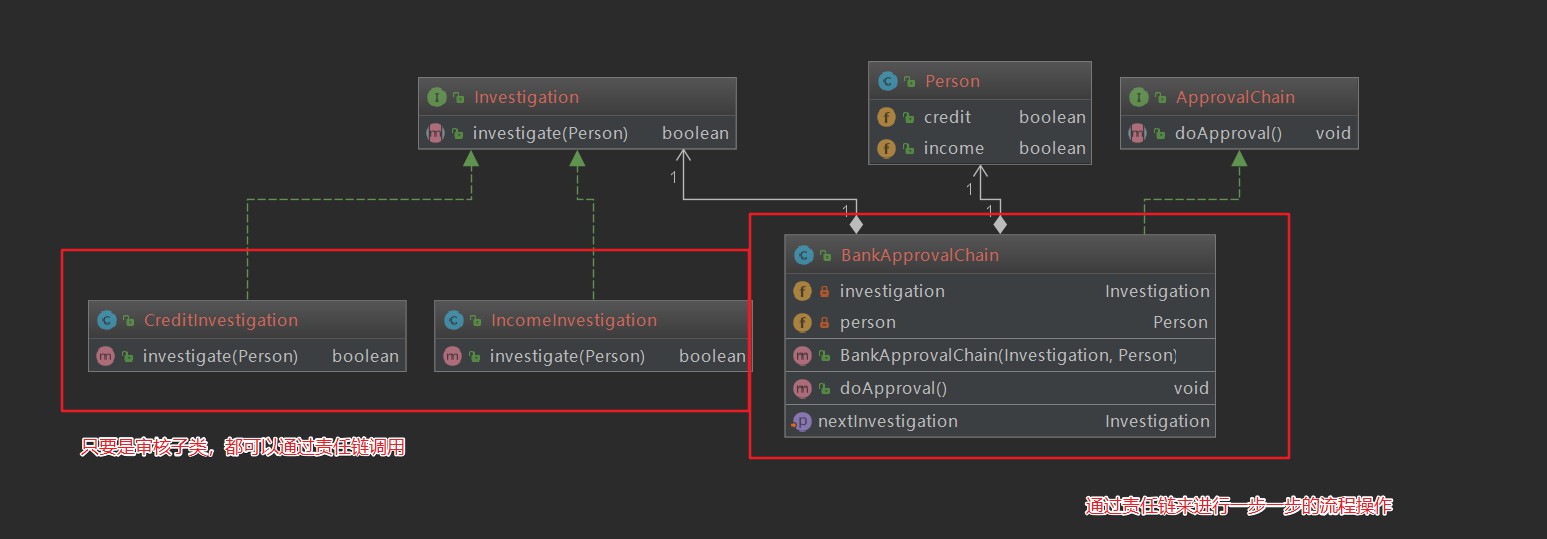 Investigation
investigate(Person) boolean
Person
credit boolean
income boolean
ApprovalChain
doApproval() void
1
1
1
1
CreditInvestigation
investigate(Person) boolean
IncomeInvestigation
investigate(Person) boolean
BankApprovalChain
investigation Investigation
person Person
BankApprovalChain(Investigation, Person)
doApproval() void
nextInvestigation Investigation
只要是审核子类，都可以通过责任链调用
通过责任链来进行一步一步的流程操作